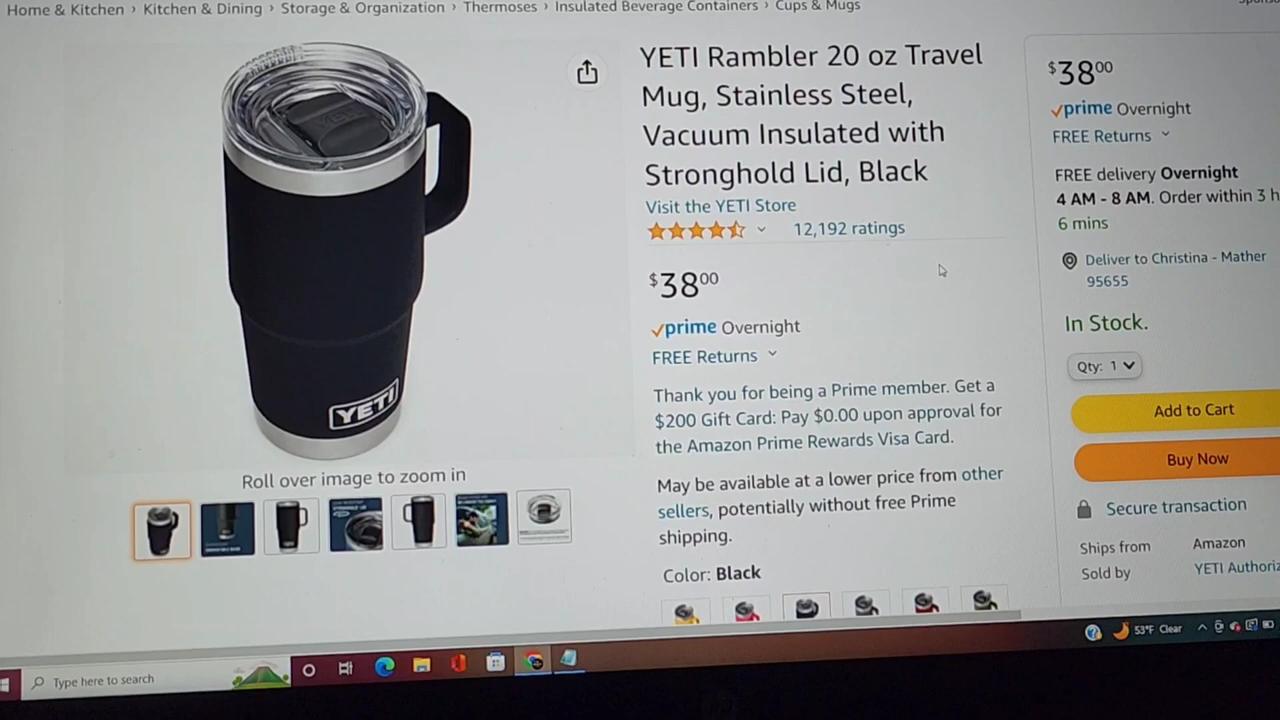 Home & Kitchen › Kitchen & Dining › Storage & Organization › Thermoses › Insulated Beverage Containers › Cups & Mugs
YETI
YETI Rambler 20 oz Travel
Mug, Stainless Steel,
Vacuum Insulated with
Stronghold Lid, Black
Visit the YETI Store
12,192 ratings
$3800
prime Overnight
FREE Returns
Thank you for being a Prime member. Get a
$200 Gift Card: Pay $0.00 upon approval for
the Amazon Prime Rewards Visa Card.
May be available at a lower price from other
sellers, potentially without free Prime
shipping.
Color: Black
Roll over image to zoom in
$3800
prime Overnight
FREE Returns
FREE delivery Overnight
4 AM - 8 AM. Order within 3 h
6 mins
Deliver to Christina - Mather
95655
In Stock.
Qty: 1
Add to Cart
Buy Now
Secure transaction
Ships from Amazon
Sold by YETI Authoriz
Type here to search
53°F Clear